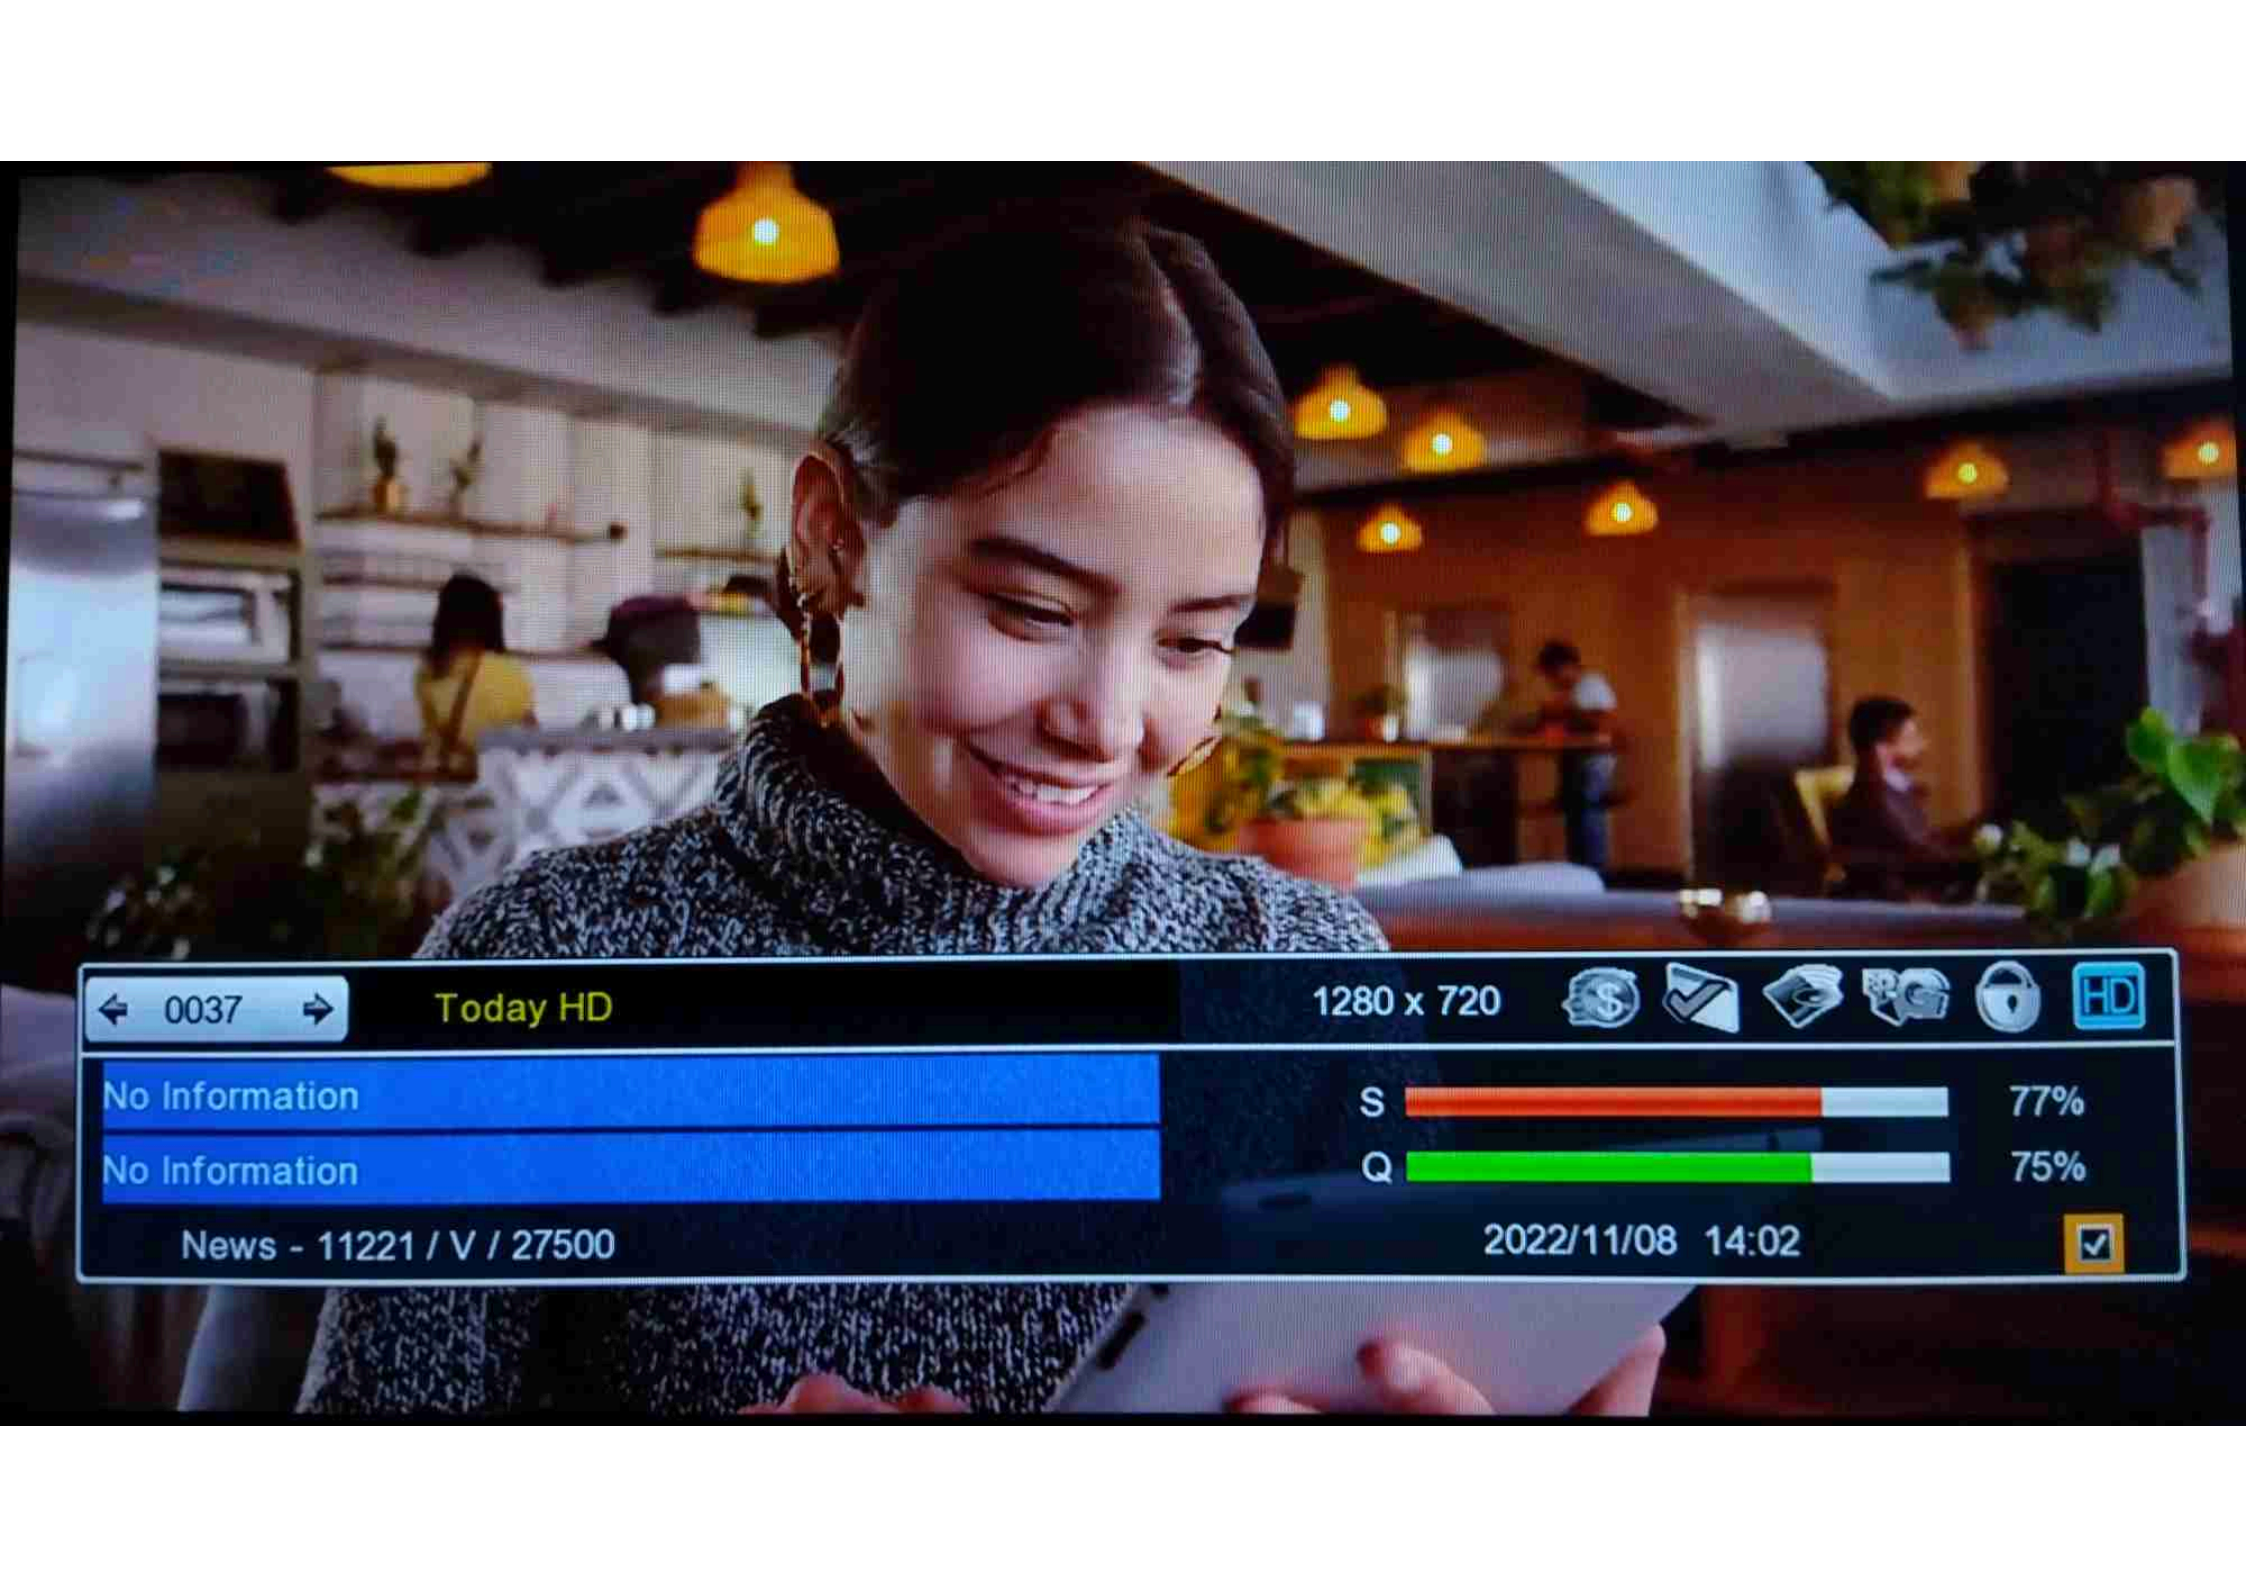 0037 Today HD 1280 x 720 HD
No Information S 77%
No Information Q 75%
News - 11221 / V / 27500 2022/11/08 14:02